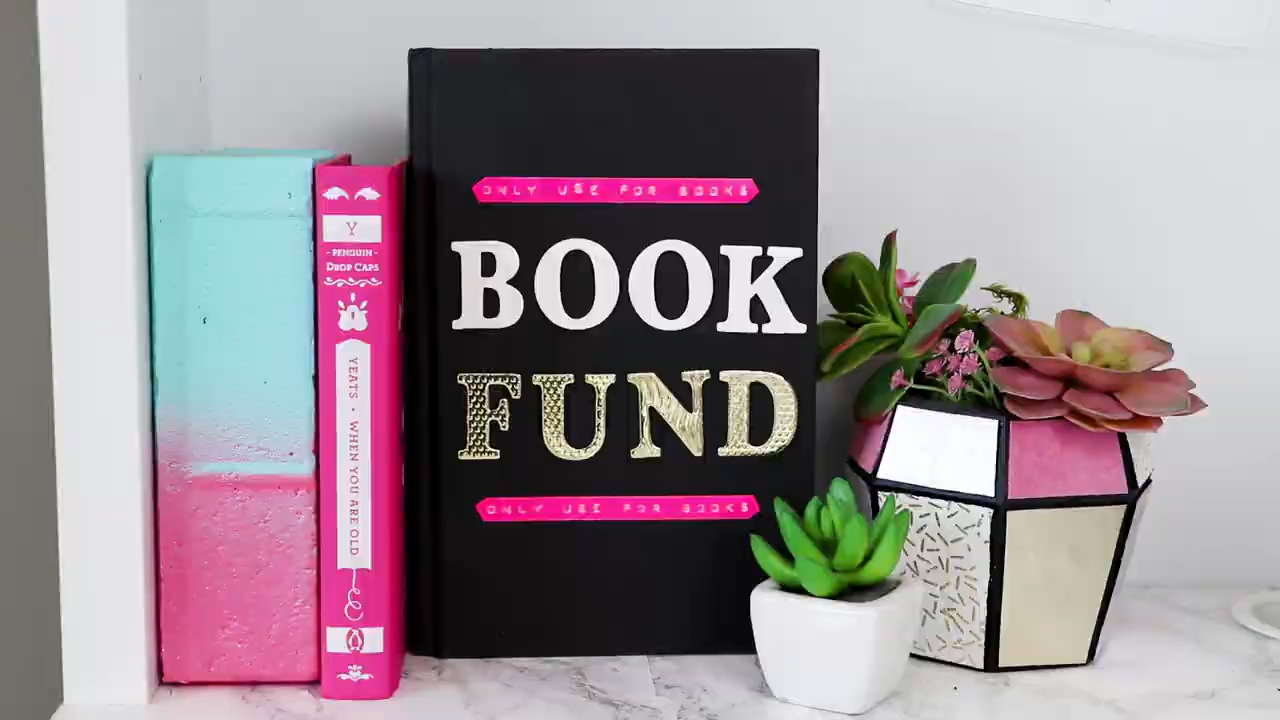 Y
- PENGUIN -
DROP CAPS
YEATS • WHEN YOU ARE OLD
ONLY USE FOR BOOKS
BOOK
FUND
ONLY USE FOR BOOKS